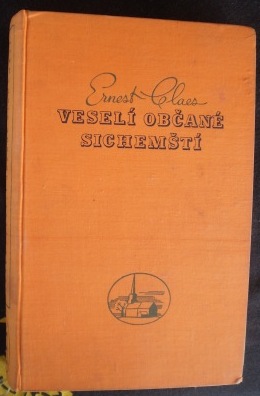 Ernest Claes
VESELÍ OBČANÉ
SICHEMŠTÍ